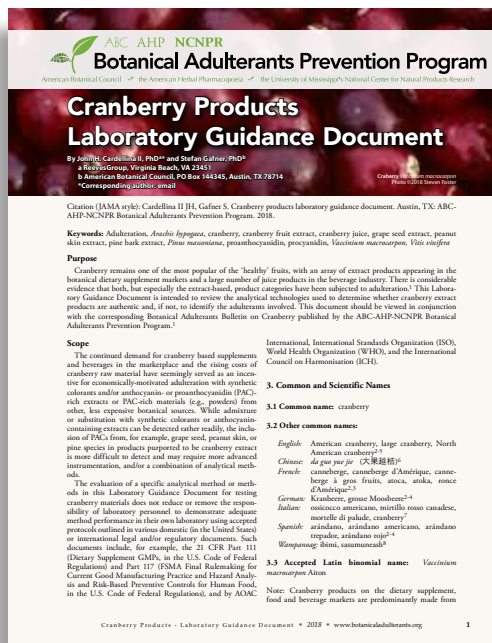 ABC AHP NCNPR
Botanical Adulterants Prevention Program
American Botanical Council the American Herbal Pharmacopoeia the University of Mississippi's National Center for Natural Products Research
Cranberry Products
Laboratory Guidance Document
By John H. Cardellina II, PhDa* and Stefan Gafner, PhDb
a ReevesGroup, Virginia Beach, VA 23451
b American Botanical Council, PO Box 144345, Austin, TX 78714
*Corresponding author: email
Craberry Vaccinium macrocarpon
Photo ©2018 Steven Foster
Citation (JAMA style): Cardellina II JH, Gafner S. Cranberry products laboratory guidance document. Austin, TX: ABC-
AHP-NCNPR Botanical Adulterants Prevention Program. 2018.
Keywords: Adulteration, Arachis hypogaea, cranberry, cranberry fruit extract, cranberry juice, grape seed extract, peanut
skin extract, pine bark extract, Pinus massoniana, proanthocyanidin, procyanidin, Vaccinium macrocarpon, Vitis vinifera
Purpose
Cranberry remains one of the most popular of the 'healthy' fruits, with an array of extract products appearing in the
botanical dietary supplement markets and a large number of juice products in the beverage industry. There is considerable
evidence that both, but especially the extract-based, product categories have been subjected to adulteration.1 This Labora-
tory Guidance Document is intended to review the analytical technologies used to determine whether cranberry extract
products are authentic and, if not, to identify the adulterants involved. This document should be viewed in conjunction
with the corresponding Botanical Adulterants Bulletin on Cranberry published by the ABC-AHP-NCNPR Botanical
Adulterants Prevention Program.1
Scope
The continued demand for cranberry based supplements
and beverages in the marketplace and the rising costs of
cranberry raw material have seemingly served as an incen-
tive for economically-motivated adulteration with synthetic
colorants and/or anthocyanin- or proanthocyanidin (PAC)-
rich extracts or PAC-rich materials (e.g., powders) from
other, less expensive botanical sources. While admixture
or substitution with synthetic colorants or anthocyanin-
containing extracts can be detected rather readily, the inclu-
sion of PACs from, for example, grape seed, peanut skin, or
pine species in products purported to be cranberry extract
is more difficult to detect and may require more advanced
instrumentation, and/or a combination of analytical meth-
ods.
The evaluation of a specific analytical method or meth-
ods in this Laboratory Guidance Document for testing
cranberry materials does not reduce or remove the respon-
sibility of laboratory personnel to demonstrate adequate
method performance in their own laboratory using accepted
protocols outlined in various domestic (in the United States)
or international legal and/or regulatory documents. Such
documents include, for example, the 21 CFR Part 111
(Dietary Supplement GMPs, in the U.S. Code of Federal
Regulations) and Part 117 (FSMA Final Rulemaking for
Current Good Manufacturing Practice and Hazard Analy-
sis and Risk-Based Preventive Controls for Human Food,
in the U.S. Code of Federal Regulations), and by AOAC
International, International Standards Organization (ISO),
World Health Organization (WHO), and the International
Council on Harmonisation (ICH).
3. Common and Scientific Names
3.1 Common name: cranberry
3.2 Other common names:
English: American cranberry, large cranberry, North
American cranberry2-5
Chinese: da guo yue jie (大果越桔)6
French: canneberge, canneberge d'Amérique, canne-
berge à gros fruits, atoca, atoka, ronce
d'Amérique2,3
German: Kranbeere, grosse Moosbeere2-4
Italian: ossicocco americano, mirtillo rosso canadese,
mortelle di palude, cranberry7
Spanish: arándano, arándano americano, arándano
trepador, arándano rojo2-4
Wampanoag: ibimi, sasumuneash8
3.3 Accepted Latin binomial name: Vaccinium
macrocarpon Aiton
Note: Cranberry products on the dietary supplement,
food and beverage markets are predominantly made from
Cranberry Products - Laboratory Guidance Document • 2018 • www.botanicaladulterants.org 1